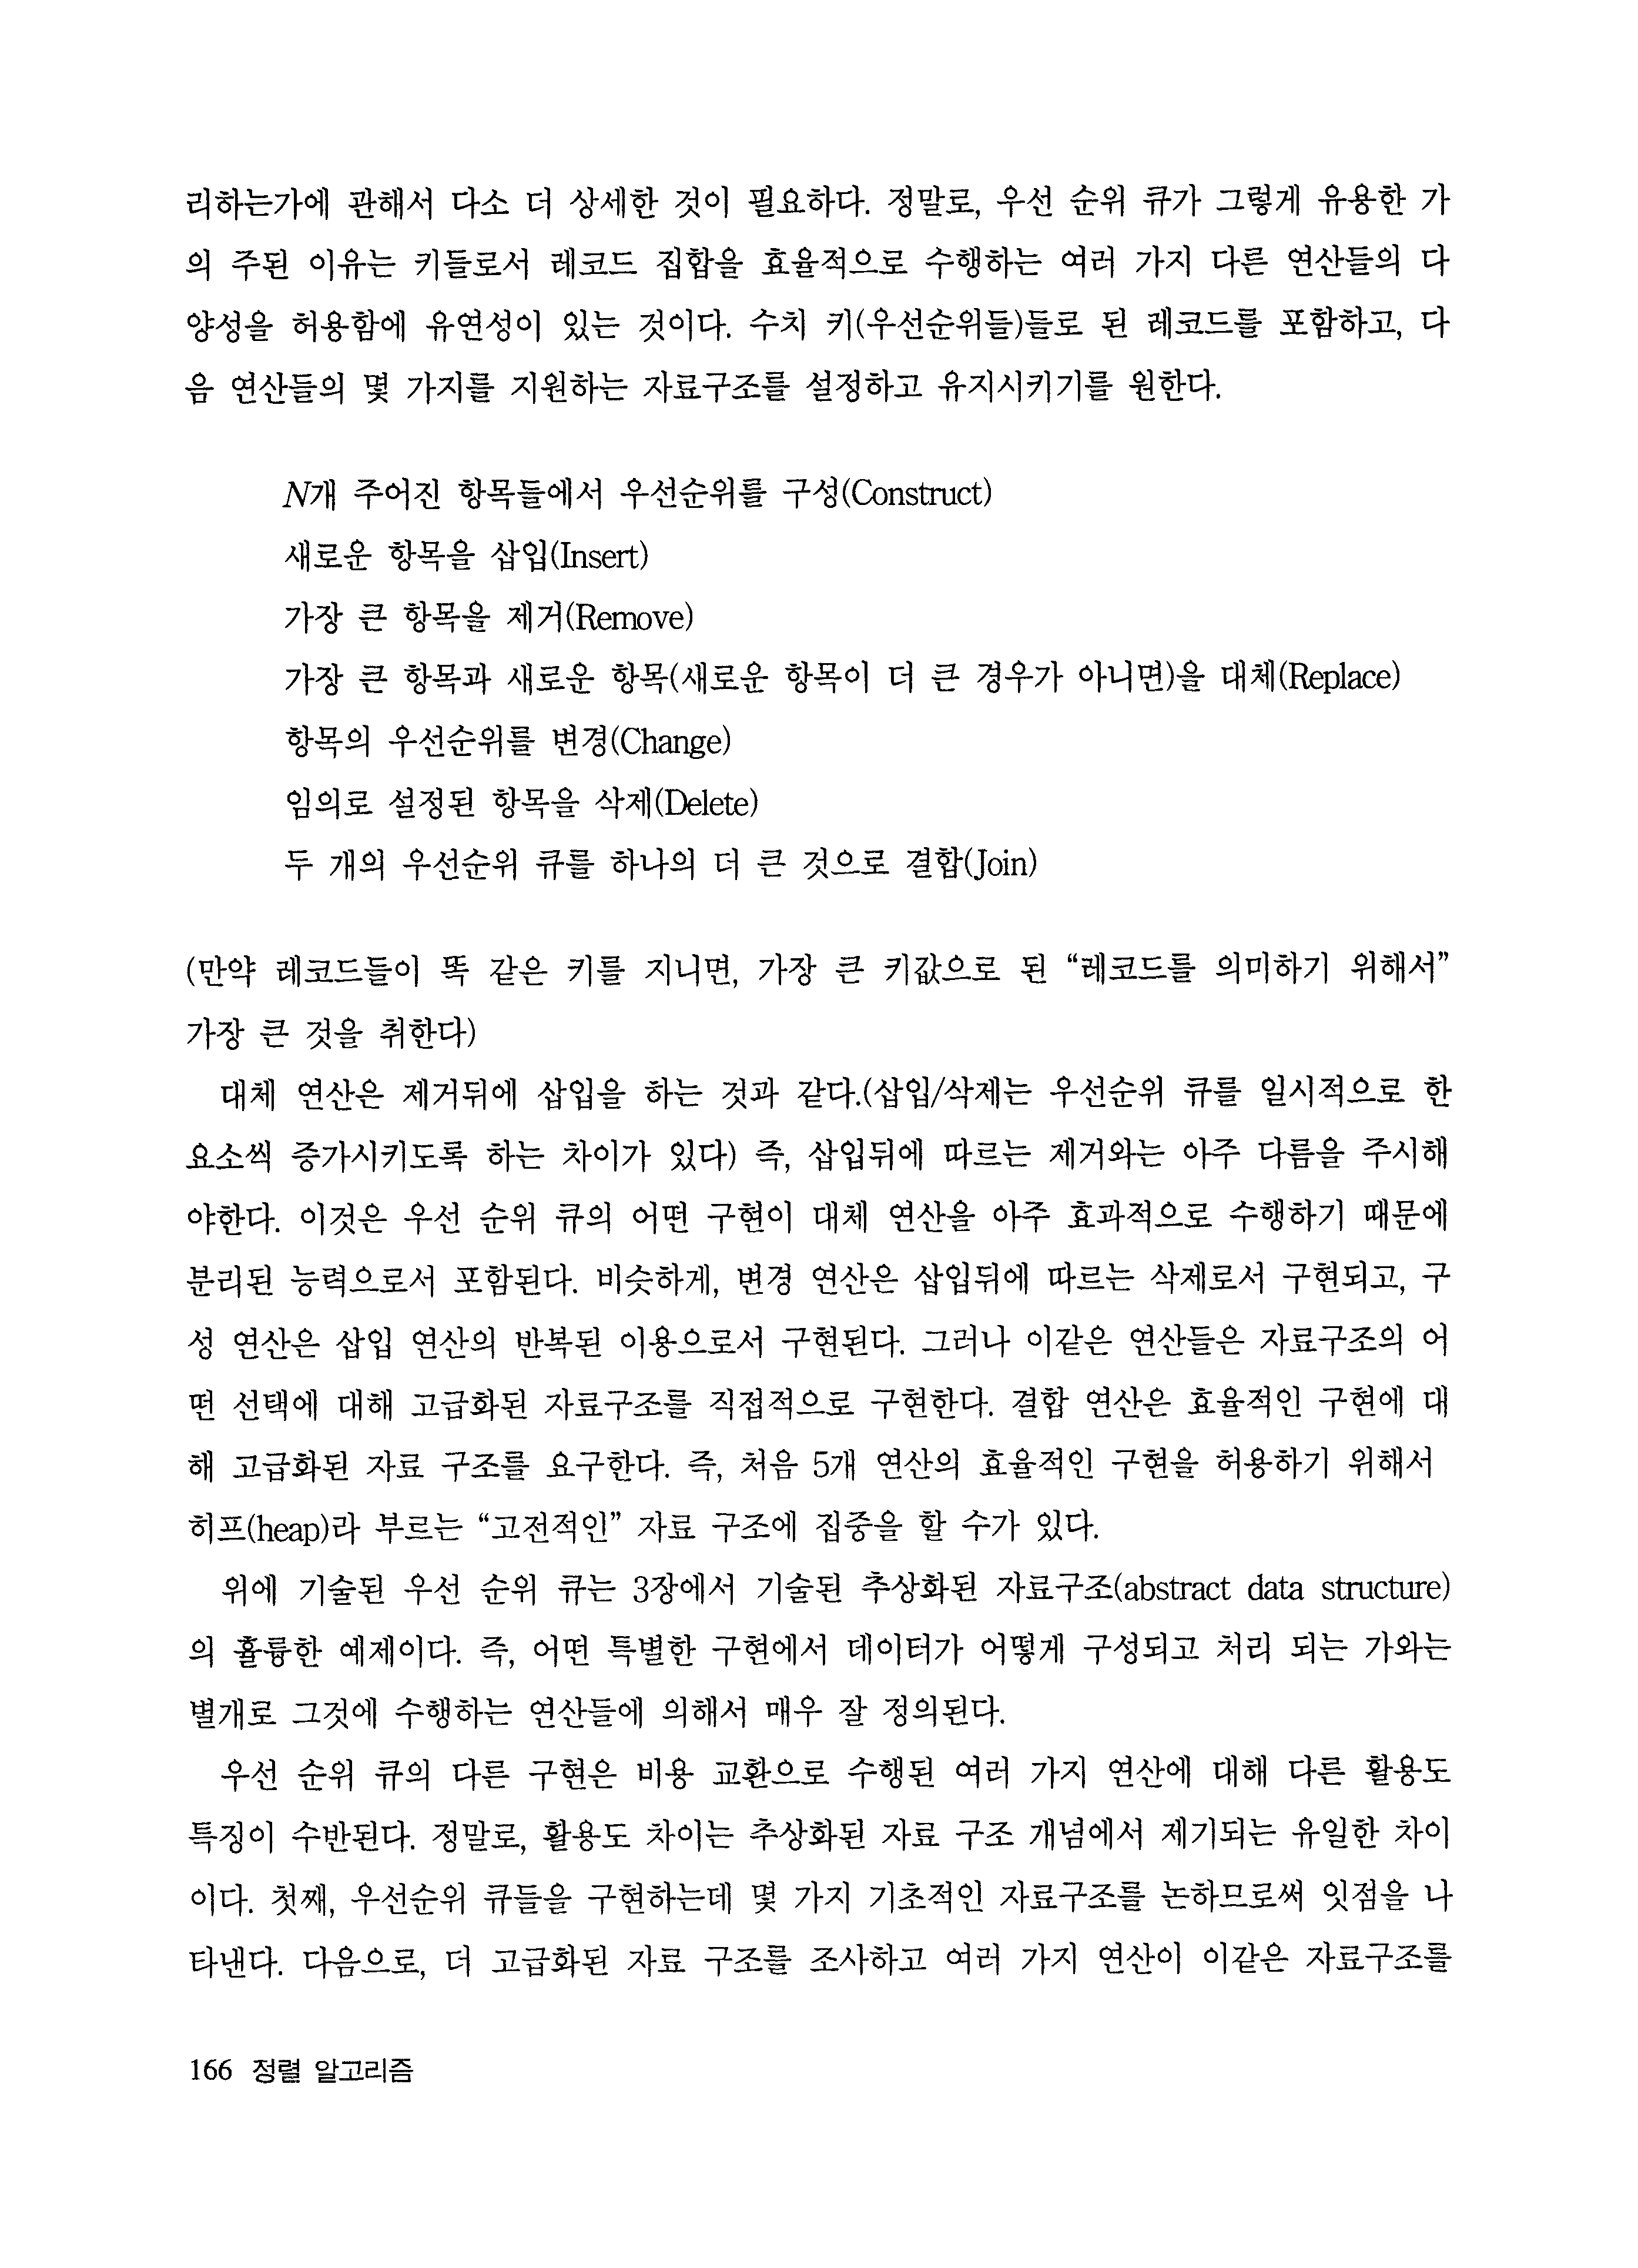 리하는가에 관해서 다소 더 상세한 것이 필요하다. 정말로, 우선 순위 큐가 그렇게 유용한 가
의 주된 이유는 키들로서 레코드 집합을 효율적으로 수행하는 여러 가지 다른 연산들의 다
양성을 허용함에 유연성이 있는 것이다. 수치 키(우선순위들)들로 된 레코드를 포함하고, 다
음 연산들의 몇 가지를 지원하는 자료구조를 설정하고 유지시키기를 원한다.
N개 주어진 항목들에서 우선순위를 구성(Construct)
새로운 항목을 삽입(Insert)
가장 큰 항목을 제거(Remove)
가장 큰 항목과 새로운 항목(새로운 항목이 더 큰 경우가 아니면)을 대체(Replace)
항목의 우선순위를 변경(Change)
임의로 설정된 항목을 삭제(Delete)
두 개의 우선순위 큐를 하나의 더 큰 것으로 결합(Join)
(만약 레코드들이 똑 같은 키를 지니면, 가장 큰 키값으로 된 “레코드를 의미하기 위해서”
가장 큰 것을 취한다)
대체 연산은 제거뒤에 삽입을 하는 것과 같다.(삽입/삭제는 우선순위 큐를 일시적으로 한
요소씩 증가시키도록 하는 차이가 있다) 즉, 삽입뒤에 따르는 제거와는 아주 다름을 주시해
야한다. 이것은 우선 순위 큐의 어떤 구현이 대체 연산을 아주 효과적으로 수행하기 때문에
분리된 능력으로서 포함된다. 비슷하게, 변경 연산은 삽입뒤에 따르는 삭제로서 구현되고, 구
성 연산은 삽입 연산의 반복된 이용으로서 구현된다. 그러나 이같은 연산들은 자료구조의 어
떤 선택에 대해 고급화된 자료구조를 직접적으로 구현한다. 결합 연산은 효율적인 구현에 대
해 고급화된 자료 구조를 요구한다. 즉, 처음 5개 연산의 효율적인 구현을 허용하기 위해서
히프(heap)라 부르는 “고전적인” 자료 구조에 집중을 할 수가 있다.
위에 기술된 우선 순위 큐는 3장에서 기술된 추상화된 자료구조(abstract data structure)
의 휼륭한 예제이다. 즉, 어떤 특별한 구현에서 데이터가 어떻게 구성되고 처리 되는 가와는
별개로 그것에 수행하는 연산들에 의해서 매우 잘 정의된다.
우선 순위 큐의 다른 구현은 비용 교환으로 수행된 여러 가지 연산에 대해 다른 활용도
특징이 수반된다. 정말로, 활용도 차이는 추상화된 자료 구조 개념에서 제기되는 유일한 차이
이다. 첫째, 우선순위 큐들을 구현하는데 몇 가지 기초적인 자료구조를 논하므로써 잇점을 나
타낸다. 다음으로, 더 고급화된 자료 구조를 조사하고 여러 가지 연산이 이같은 자료구조를
166 정렬 알고리즘